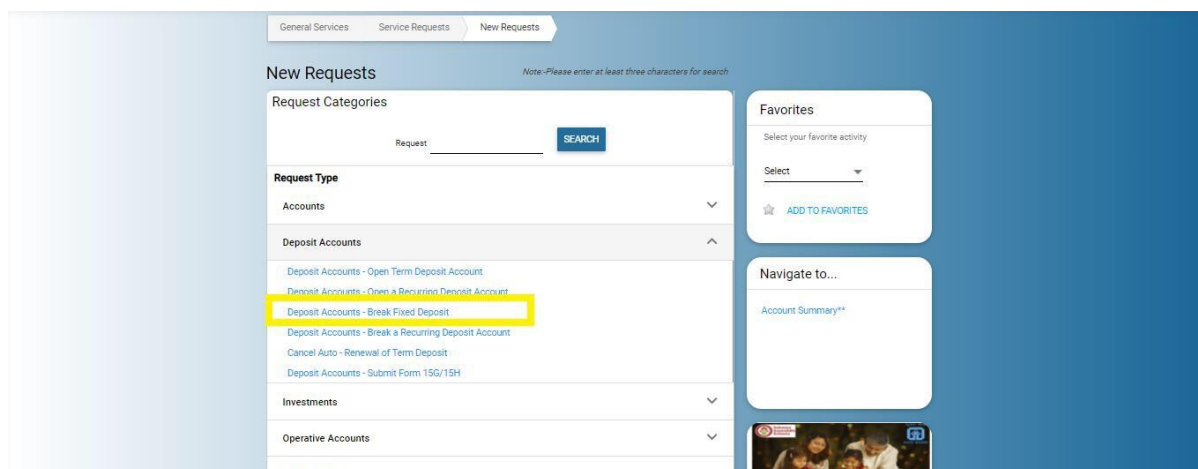 General Services
Service Requests
New Requests
New Requests
Note:-Please enter at least three characters for search
Request Categories
Request
SEARCH
Request Type
Accounts
Deposit Accounts
Deposit Accounts - Open Term Deposit Account
Deposit Accounts - Open a Recurring Deposit Account
Deposit Accounts - Break Fixed Deposit
Deposit Accounts - Break a Recurring Deposit Account
Cancel Auto - Renewal of Term Deposit
Deposit Accounts - Submit Form 15G/15H
Investments
Operative Accounts
Favorites
Select your favorite activity
Select
ADD TO FAVORITES
Navigate to...
Account Summary**